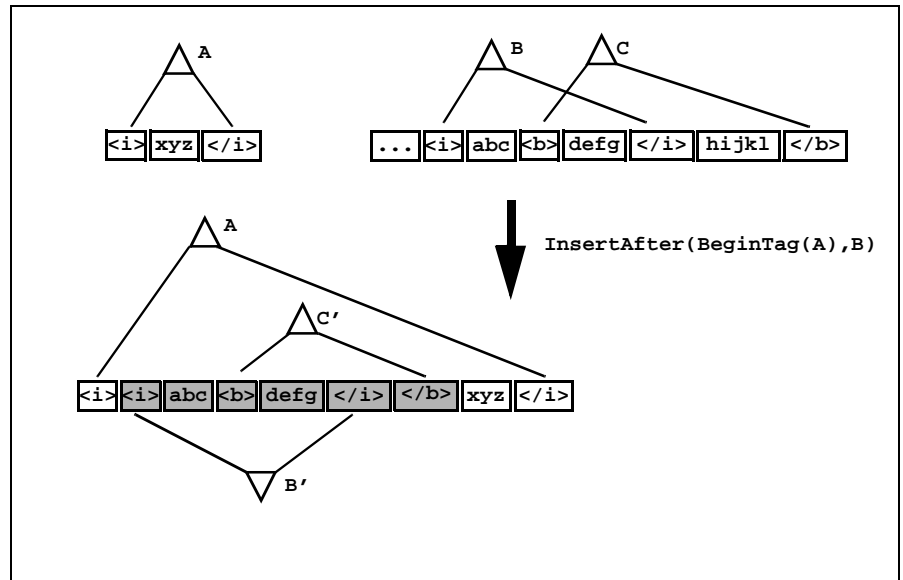 A
B
C
<i> xyz </i>
... <i> abc <b> defg </i> hijkl </b>
A
InsertAfter(BeginTag(A),B)
C’
<i> <i> abc <b> defg </i> </b> xyz </i>
B’